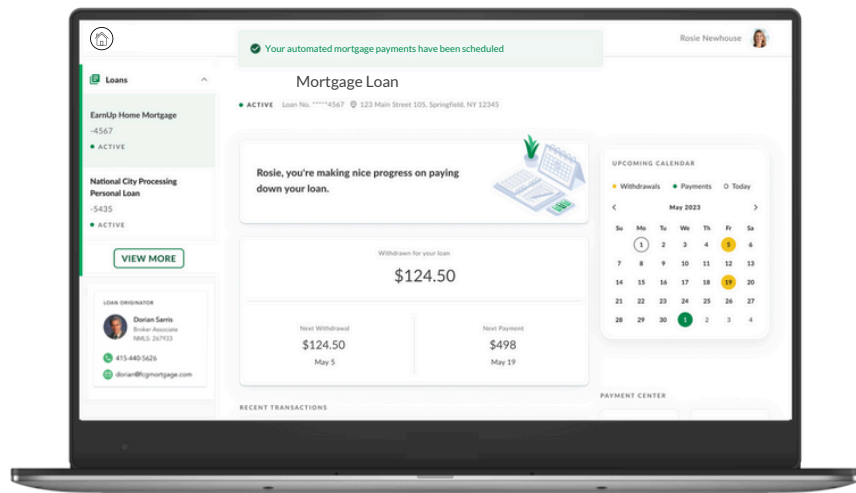 Your automated mortgage payments have been scheduled
Rosie Newhouse
Loans
Mortgage Loan
ACTIVE Loan No. *****4567 123 Main Street 105, Springfield, NY 12345
EarnUp Home Mortgage
-4567
ACTIVE
National City Processing
Personal Loan
-5435
ACTIVE
VIEW MORE
LOAN ORIGINATOR
Dorian Sarris
Broker Associate
NMLS: 267933
415-440-5626
dorian@fcgmortgage.com
Rosie, you're making nice progress on paying
down your loan.
Withdrawn for your loan
$124.50
Next Withdrawal
$124.50
May 5
Next Payment
$498
May 19
RECENT TRANSACTIONS
UPCOMING CALENDAR
Withdrawals Payments Today
< May 2023 >
Su Mo Tu We Th Fr Sa
1 2 3 4 5 6
7 8 9 10 11 12 13
14 15 16 17 18 19 20
21 22 23 24 25 26 27
28 29 30 1 2 3 4
PAYMENT CENTER